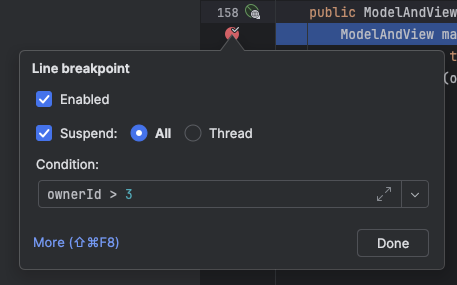 158 public ModelAndView
ModelAndView ma
t
Line breakpoint
(o
Enabled
Suspend: All Thread
Condition:
ownerId > 3
More (⇧⌘F8) Done